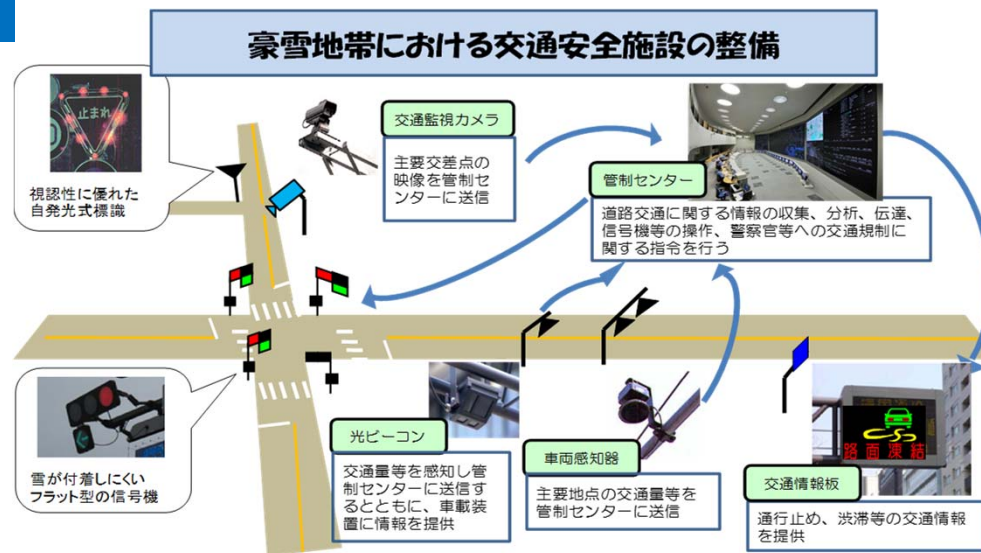 豪雪地帯における交通安全施設の整備
止まれ
視認性に優れた
自発光式標識
交通監視カメラ
主要交差点の
映像を管制セ
ンターに送信
管制センター
道路交通に関する情報の収集、分析、伝達、
信号機等の操作、警察官等への交通規制に
関する指令を行う
雪が付着しにくい
フラット型の信号機
光ビーコン
交通量等を感知し管
制センターに送信す
るとともに、車載装
置に情報を提供
車両感知器
主要地点の交通量等を
管制センターに送信
路面凍結
交通情報板
通行止め、渋滞等の交通情報
を提供